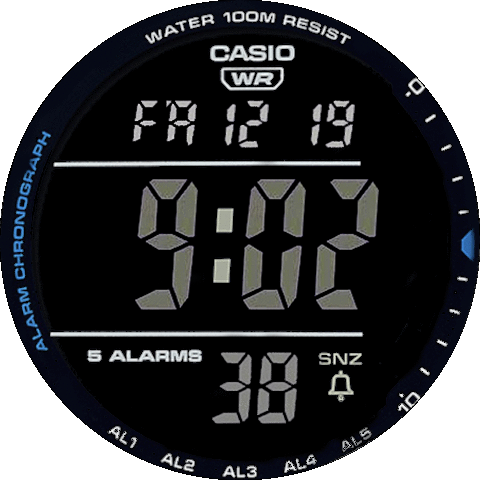 WATER 100M RESIST
CASIO
WR
FA 12 19
9:02
5 ALARMS 38 SNZ
ALARM CHRONOGRAPH
0
10
AL1 AL2 AL3 AL4 AL5